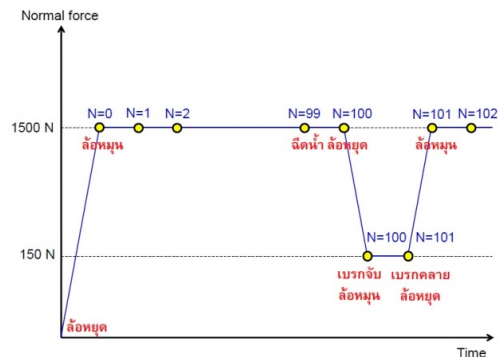 Normal force
N=0
N=1
N=2
N=99
N=100
N=101
N=102
1500 N
ล้อหมุน
ฉีดน้ำ
ล้อหยุด
ล้อหมุน
N=100
N=101
150 N
เบรกจับ
ล้อหมุน
เบรกคลาย
ล้อหยุด
ล้อหยุด
Time